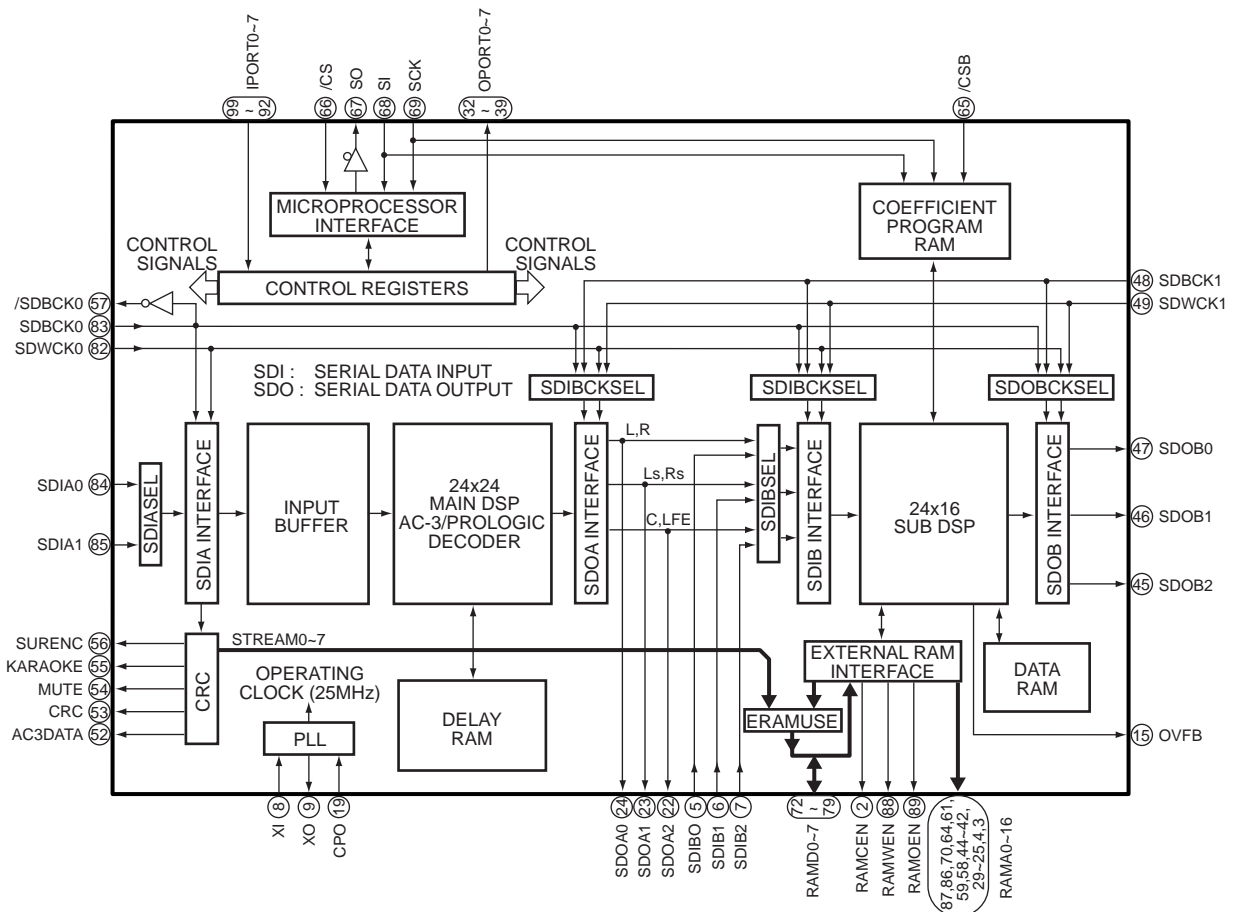 99 ~ 92 IPORT0~7
66 /CS
67 SO
68 SI
69 SCK
32 ~ 39 OPORT0~7
65 /CSB
MICROPROCESSOR
INTERFACE
COEFFICIENT
PROGRAM
RAM
CONTROL
SIGNALS
CONTROL
SIGNALS
CONTROL REGISTERS
/SDBCK0 57
SDBCK0 83
SDWCK0 82
48 SDBCK1
49 SDWCK1
SDI : SERIAL DATA INPUT
SDO : SERIAL DATA OUTPUT
SDIBCKSEL
SDIBCKSEL
SDOBCKSEL
SDIA0 84
SDIA1 85
SDIASEL
SDIA INTERFACE
INPUT
BUFFER
24x24
MAIN DSP
AC-3/PROLOGIC
DECODER
SDOA INTERFACE
L,R
Ls,Rs
C,LFE
SDIBSEL
SDIB INTERFACE
24x16
SUB DSP
SDOB INTERFACE
47 SDOB0
46 SDOB1
45 SDOB2
SURENC 56
KARAOKE 55
MUTE 54
CRC 53
AC3DATA 52
CRC
STREAM0~7
OPERATING
CLOCK (25MHz)
PLL
DELAY
RAM
EXTERNAL RAM
INTERFACE
ERAMUSE
DATA
RAM
15 OVFB
XI 8
XO 9
CPO 19
SDOA0 24
SDOA1 23
SDOA2 22
SDIBO 5
SDIB1 6
SDIB2 7
RAMD0~7 72 ~ 79
RAMCEN 2
RAMWEN 88
RAMOEN 89
87,86,70,64,61,
59,58,44~42,
29~25,4,3
RAMA0~16